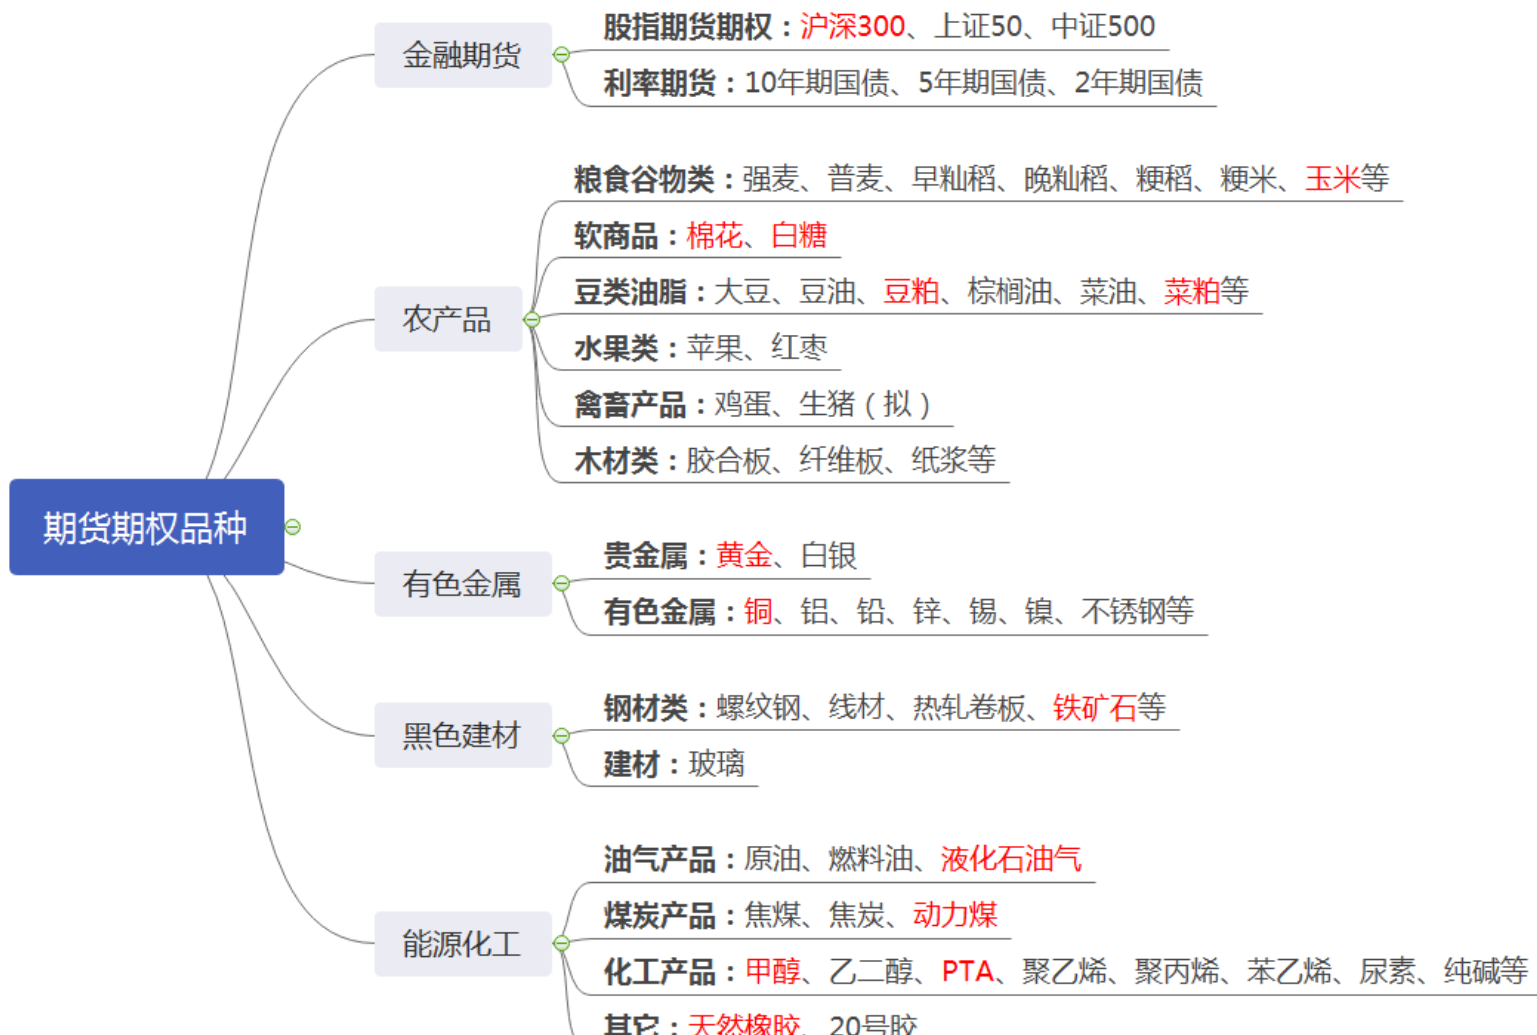 期货期权品种
金融期货
股指期货期权：沪深300、上证50、中证500
利率期货：10年期国债、5年期国债、2年期国债
农产品
粮食谷物类：强麦、普麦、早籼稻、晚籼稻、粳稻、粳米、玉米等
软商品：棉花、白糖
豆类油脂：大豆、豆油、豆粕、棕榈油、菜油、菜粕等
水果类：苹果、红枣
禽畜产品：鸡蛋、生猪（拟）
木材类：胶合板、纤维板、纸浆等
有色金属
贵金属：黄金、白银
有色金属：铜、铝、铅、锌、锡、镍、不锈钢等
黑色建材
钢材类：螺纹钢、线材、热轧卷板、铁矿石等
建材：玻璃
能源化工
油气产品：原油、燃料油、液化石油气
煤炭产品：焦煤、焦炭、动力煤
化工产品：甲醇、乙二醇、PTA、聚乙烯、聚丙烯、苯乙烯、尿素、纯碱等
其它：天然橡胶、20号胶